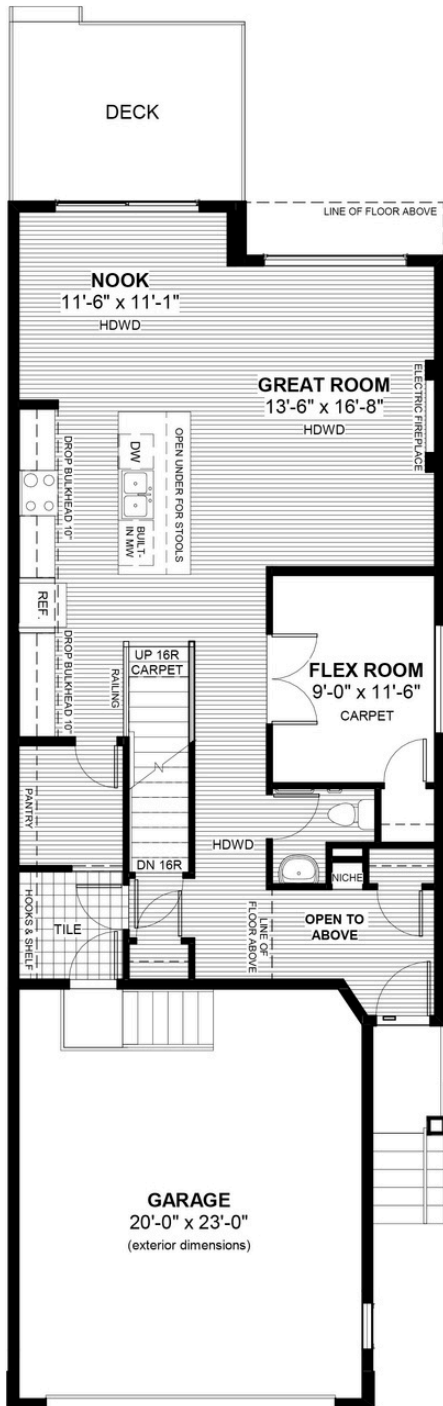 DECK
LINE OF FLOOR ABOVE
NOOK
11'-6" x 11'-1"
HDWD
GREAT ROOM
13'-6" x 16'-8"
HDWD
ELECTRIC FIREPLACE
DROP BULKHEAD 10"
DW
OPEN UNDER FOR STOOLS
BUILT-
IN MW
REF.
DROP BULKHEAD 10"
RAILING
UP 16R
CARPET
FLEX ROOM
9'-0" x 11'-6"
CARPET
PANTRY
DN 16R
HDWD
NICHE
HOOKS & SHELF
TILE
LINE OF
FLOOR ABOVE
OPEN TO
ABOVE
GARAGE
20'-0" x 23'-0"
(exterior dimensions)